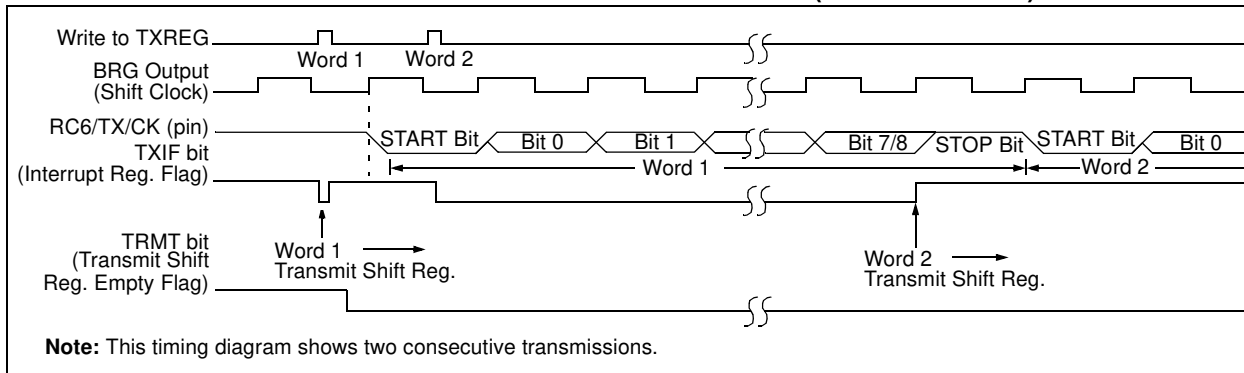 Write to TXREG
Word 1
Word 2
BRG Output
(Shift Clock)
RC6/TX/CK (pin)
START Bit
Bit 0
Bit 1
Bit 7/8
STOP Bit
START Bit
Bit 0
Word 1
Word 2
TXIF bit
(Interrupt Reg. Flag)
Word 1
Transmit Shift Reg.
Word 2
Transmit Shift Reg.
TRMT bit
(Transmit Shift
Reg. Empty Flag)
Note: This timing diagram shows two consecutive transmissions.